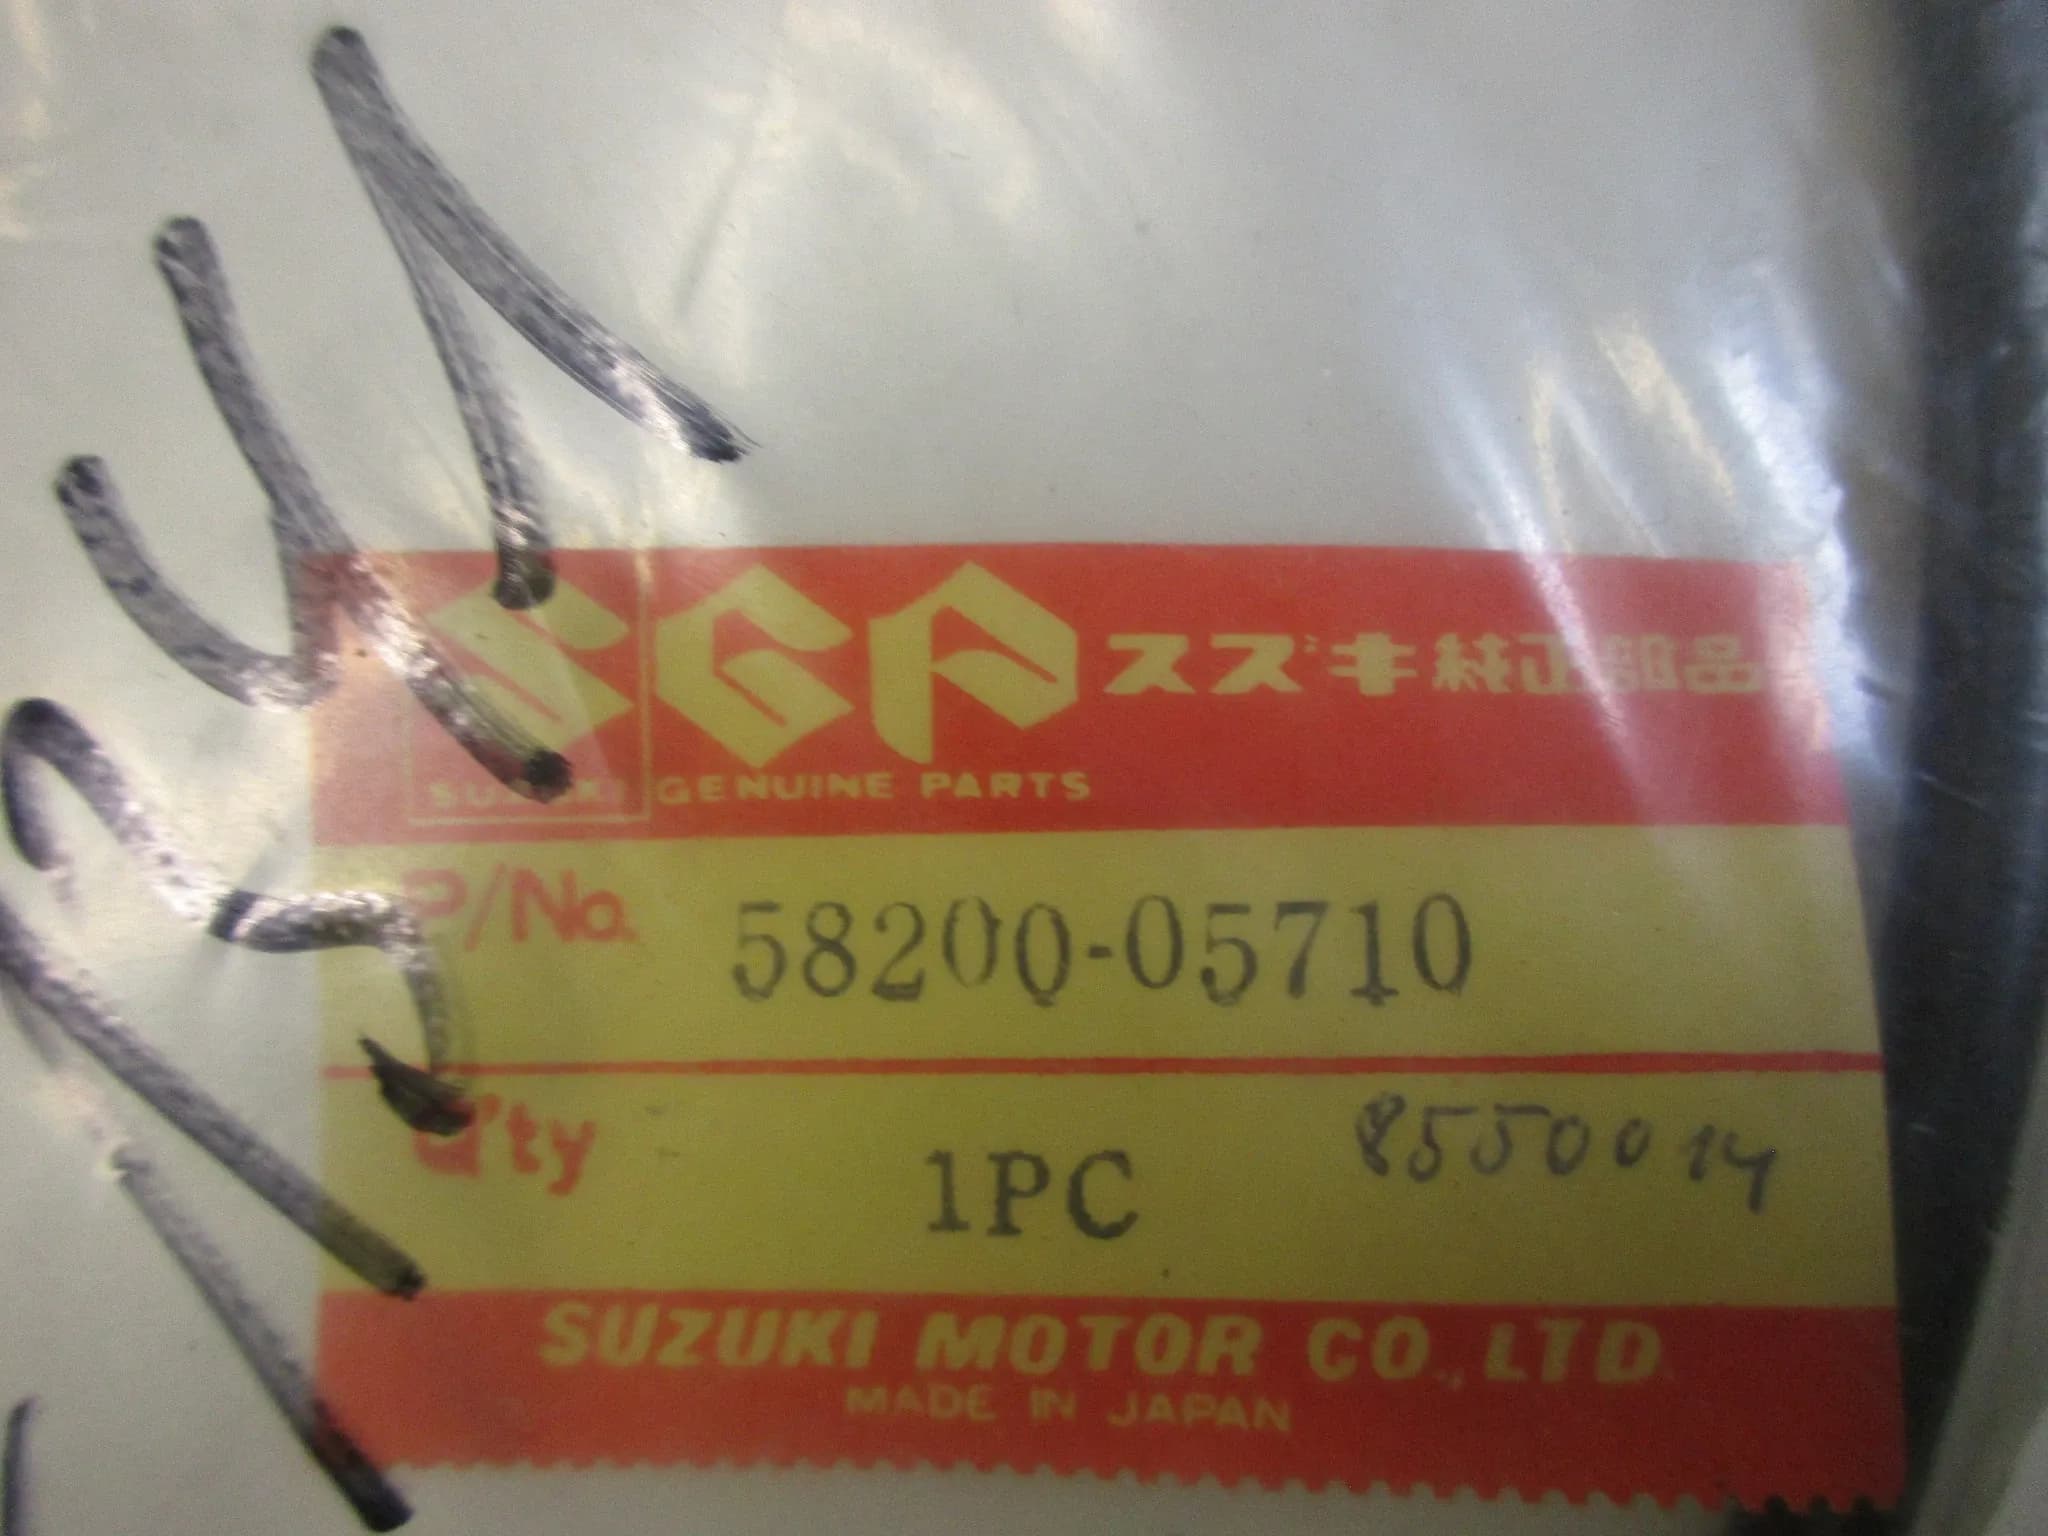 SGP スズキ純正部品
SUZUKI GENUINE PARTS
P/No. 58200-05710
Q'ty 1PC 8550014
SUZUKI MOTOR CO., LTD.
MADE IN JAPAN